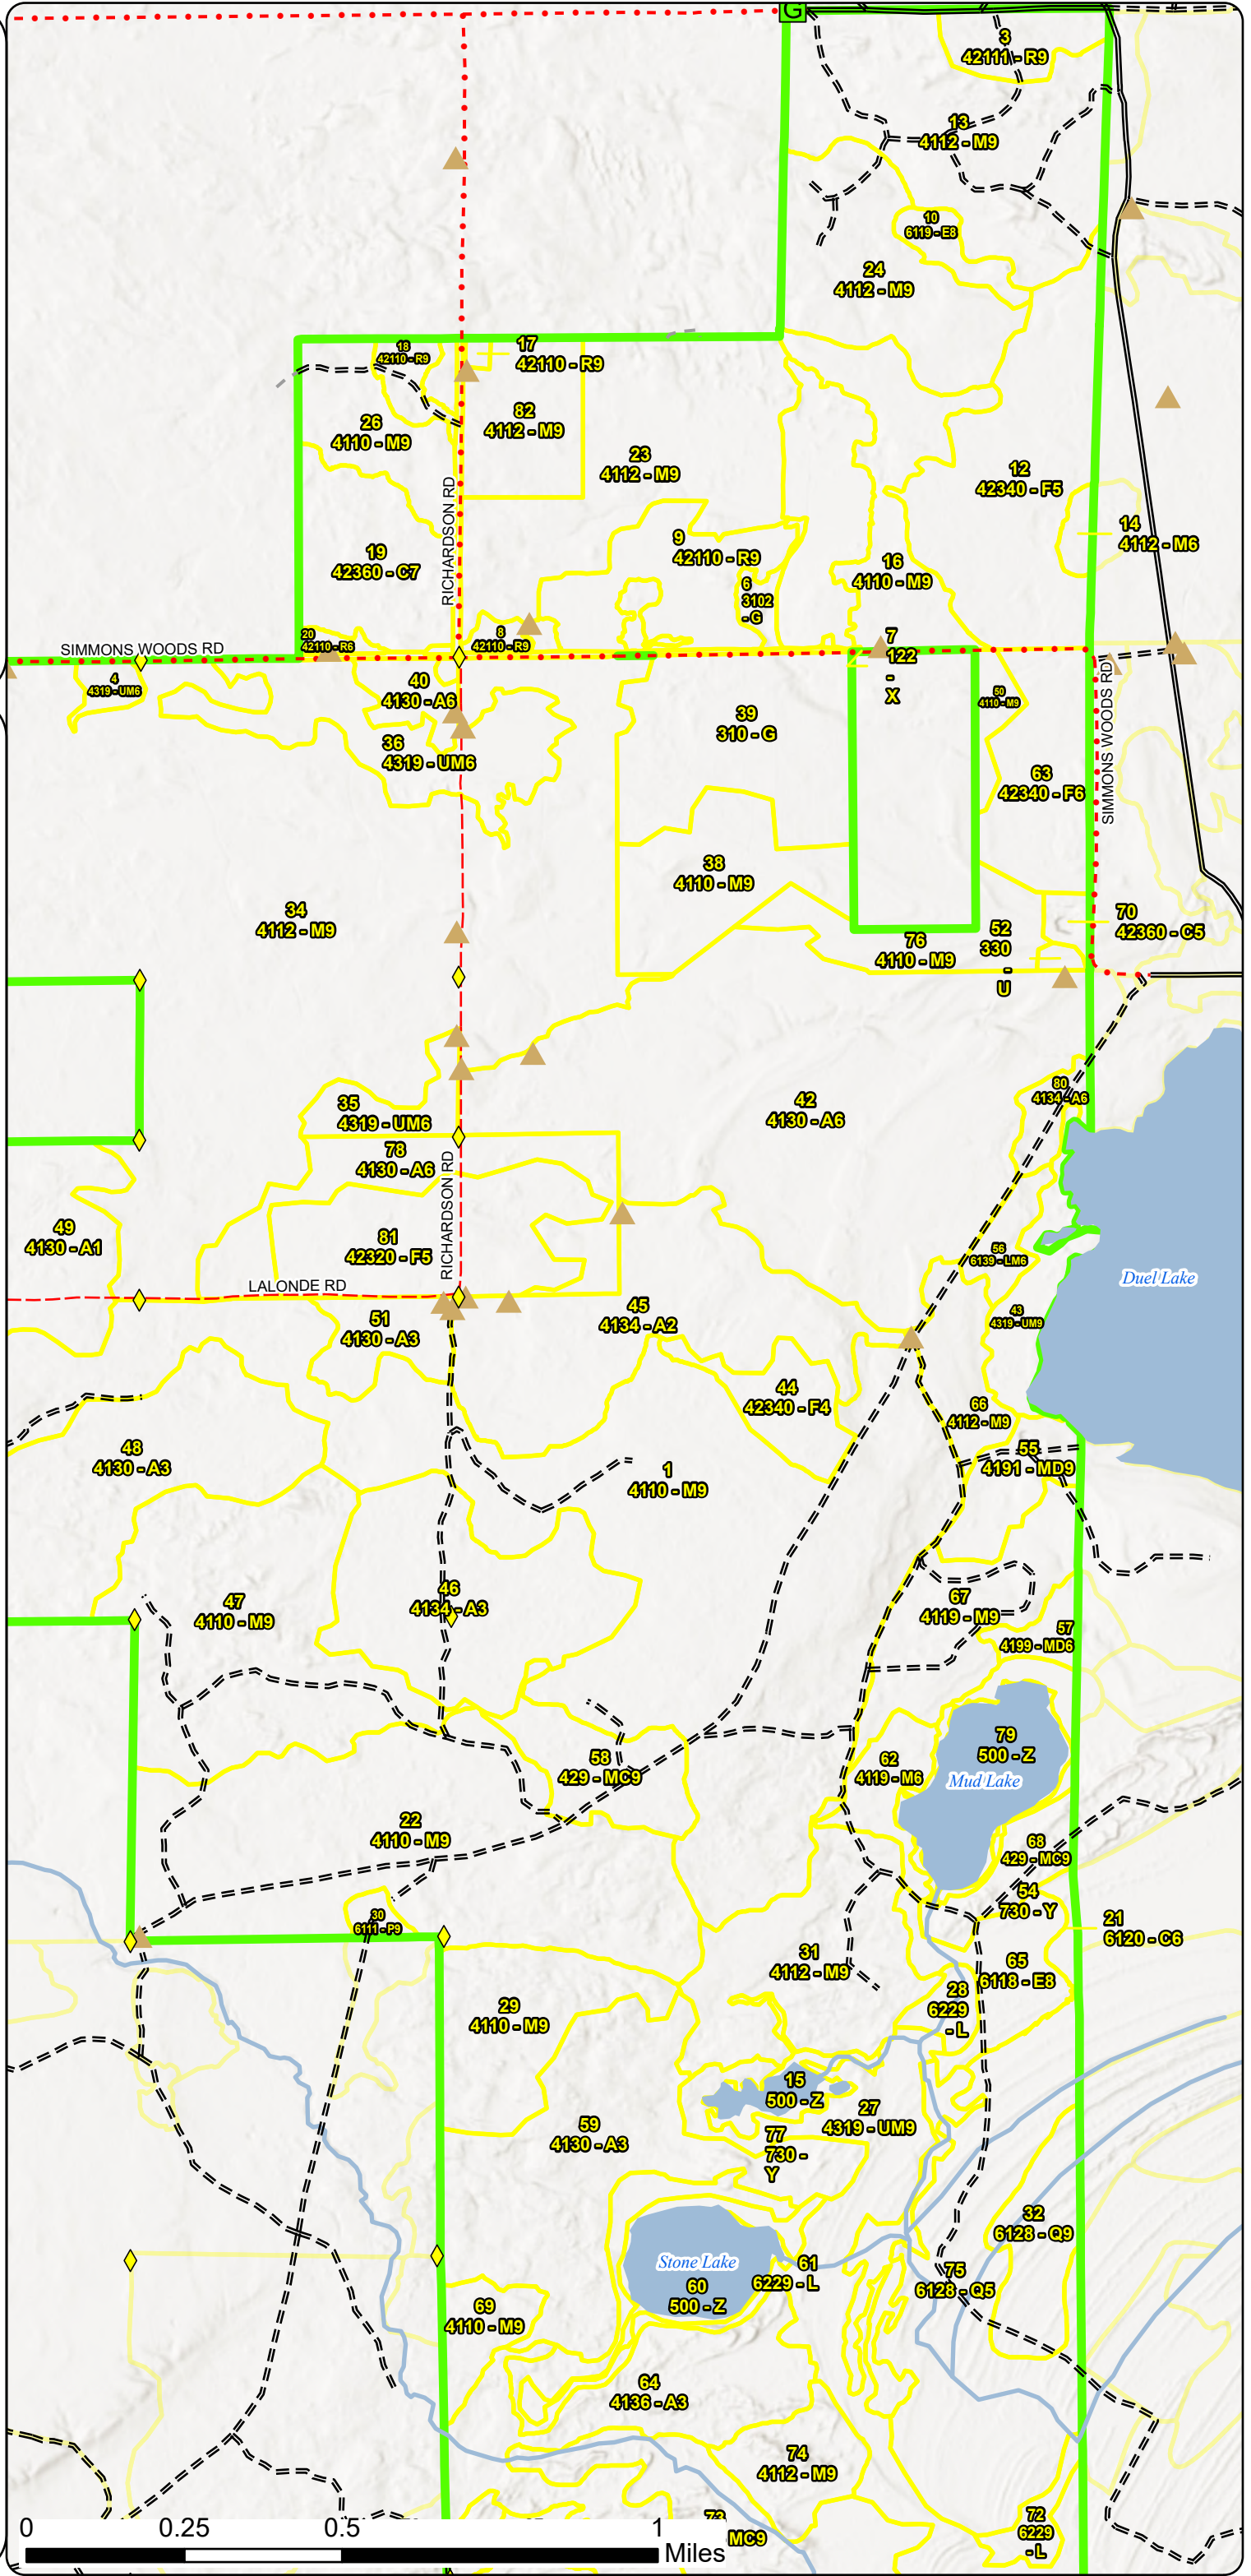 G
3
42111 - R9
13
4112 - M9
10
6119 - E8
24
4112 - M9
18
42110 - R9
17
42110 - R9
26
4110 - M9
82
4112 - M9
23
4112 - M9
12
42340 - F5
RICHARDSON RD
14
4112 - M6
9
42110 - R9
19
42360 - C7
16
4110 - M9
6
3102
- G
20
42110 - R6
8
42110 - R9
7
122
-
X
SIMMONS WOODS RD
4
4319 - UM6
40
4130 - A6
50
4110 - M9
SIMMONS WOODS RD
39
310 - G
36
4319 - UM6
63
42340 - F6
38
4110 - M9
34
4112 - M9
70
42360 - C5
76
4110 - M9
52
330
-
U
80
4134 - A6
35
4319 - UM6
42
4130 - A6
78
4130 - A6
RICHARDSON RD
49
4130 - A1
81
42320 - F5
56
6139 - LM6
Duel Lake
LALONDE RD
51
4130 - A3
45
4134 - A2
43
4319 - UM9
44
42340 - F4
66
4112 - M9
48
4130 - A3
55
4191 - MD9
1
4110 - M9
46
4134 - A3
47
4110 - M9
67
4119 - M9
57
4199 - MD6
79
500 - Z
Mud Lake
58
429 - MC9
62
4119 - M6
22
4110 - M9
68
429 - MC9
54
730 - Y
30
6111 - P9
21
6120 - C6
31
4112 - M9
65
6118 - E8
28
6229
- L
29
4110 - M9
15
500 - Z
27
4319 - UM9
59
4130 - A3
77
730 -
Y
32
6128 - Q9
Stone Lake
60
500 - Z
61
6229 - L
75
6128 - Q5
69
4110 - M9
64
4136 - A3
74
4112 - M9
73
MC9
72
6229
- L
0 0.25 0.5 1
Miles